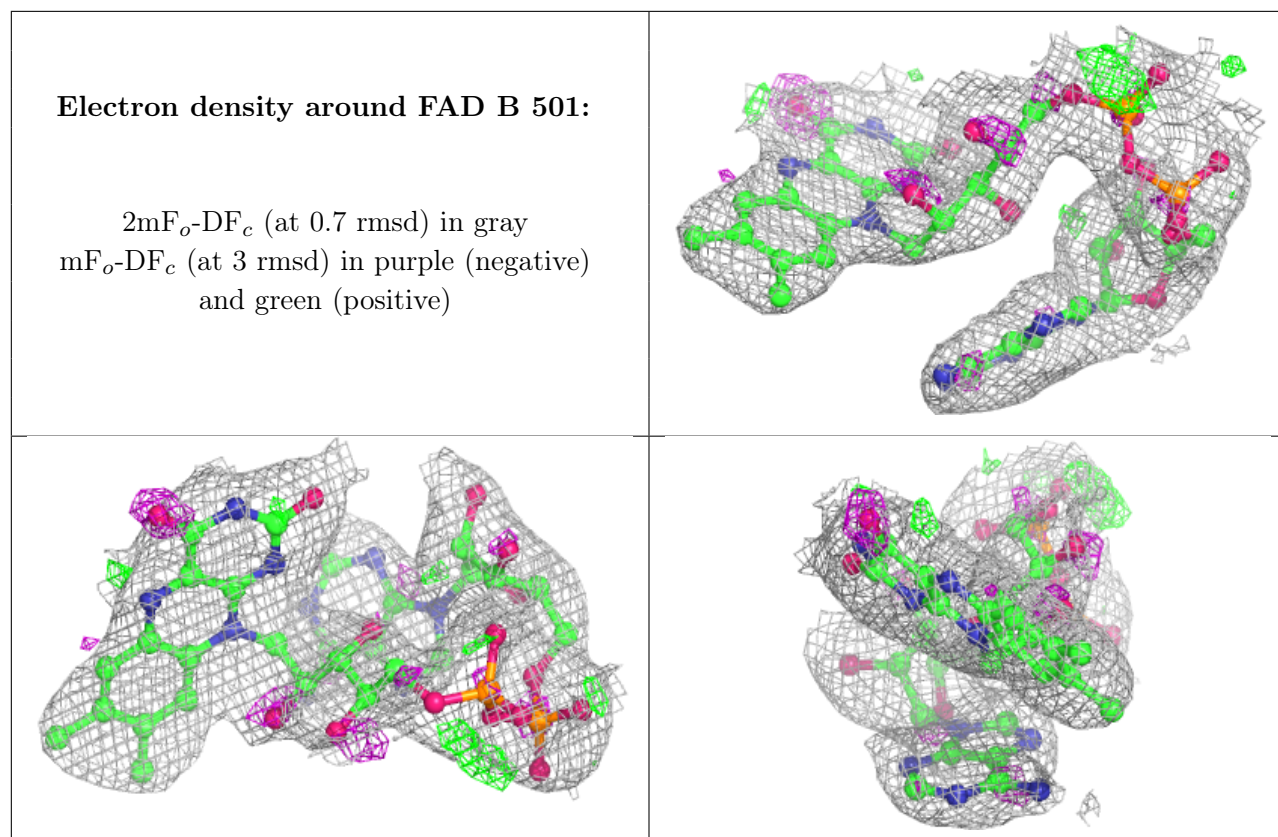 Electron density around FAD B 501:
2mFo-DFc (at 0.7 rmsd) in gray
mFo-DFc (at 3 rmsd) in purple (negative)
and green (positive)